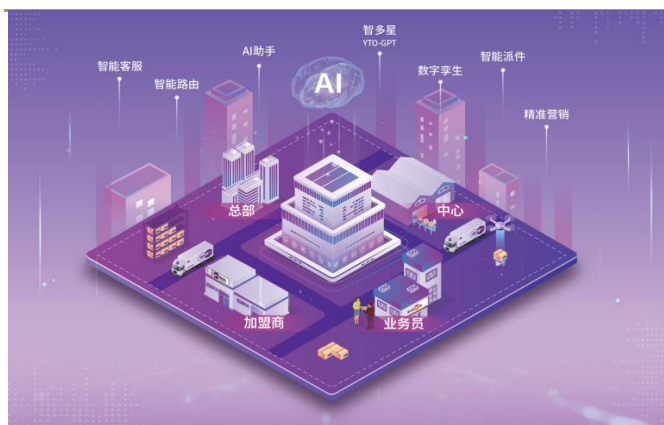 智多星
YTO-GPT
AI助手
智能客服
智能路由
AI
数字孪生
智能派件
精准营销
总部
中心
加盟商
业务员